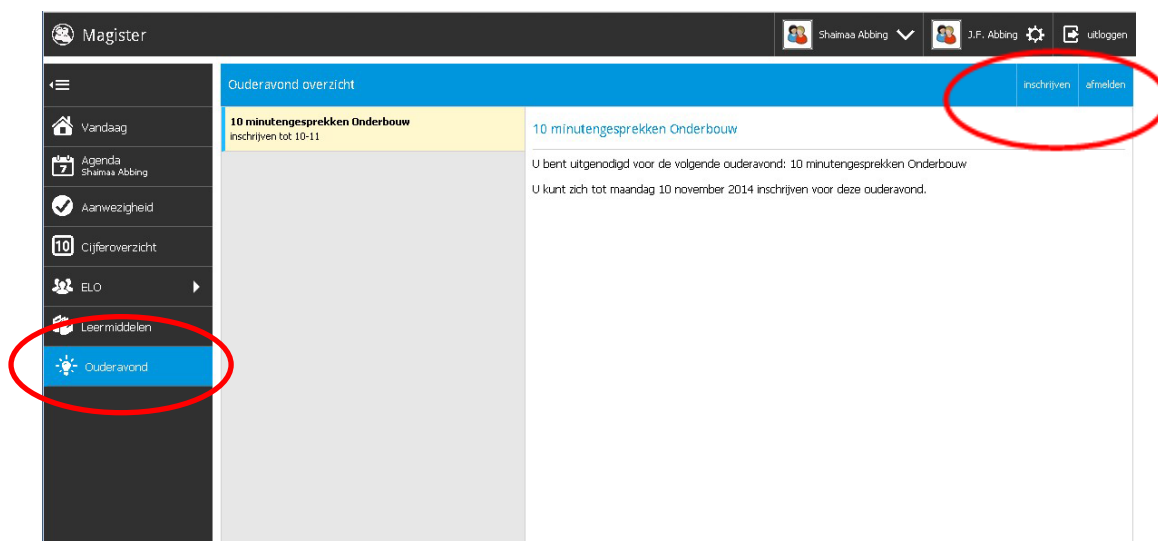 Magister
Shaimaa Abbing
J.F. Abbing
uitloggen
Ouderavond overzicht
inschrijven
afmelden
Vandaag
7
Agenda
Shaimaa Abbing
Aanwezigheid
10
Cijferoverzicht
ELO
Leermiddelen
Ouderavond
10 minutengesprekken Onderbouw
inschrijven tot 10-11
10 minutengesprekken Onderbouw
U bent uitgenodigd voor de volgende ouderavond: 10 minutengesprekken Onderbouw
U kunt zich tot maandag 10 november 2014 inschrijven voor deze ouderavond.